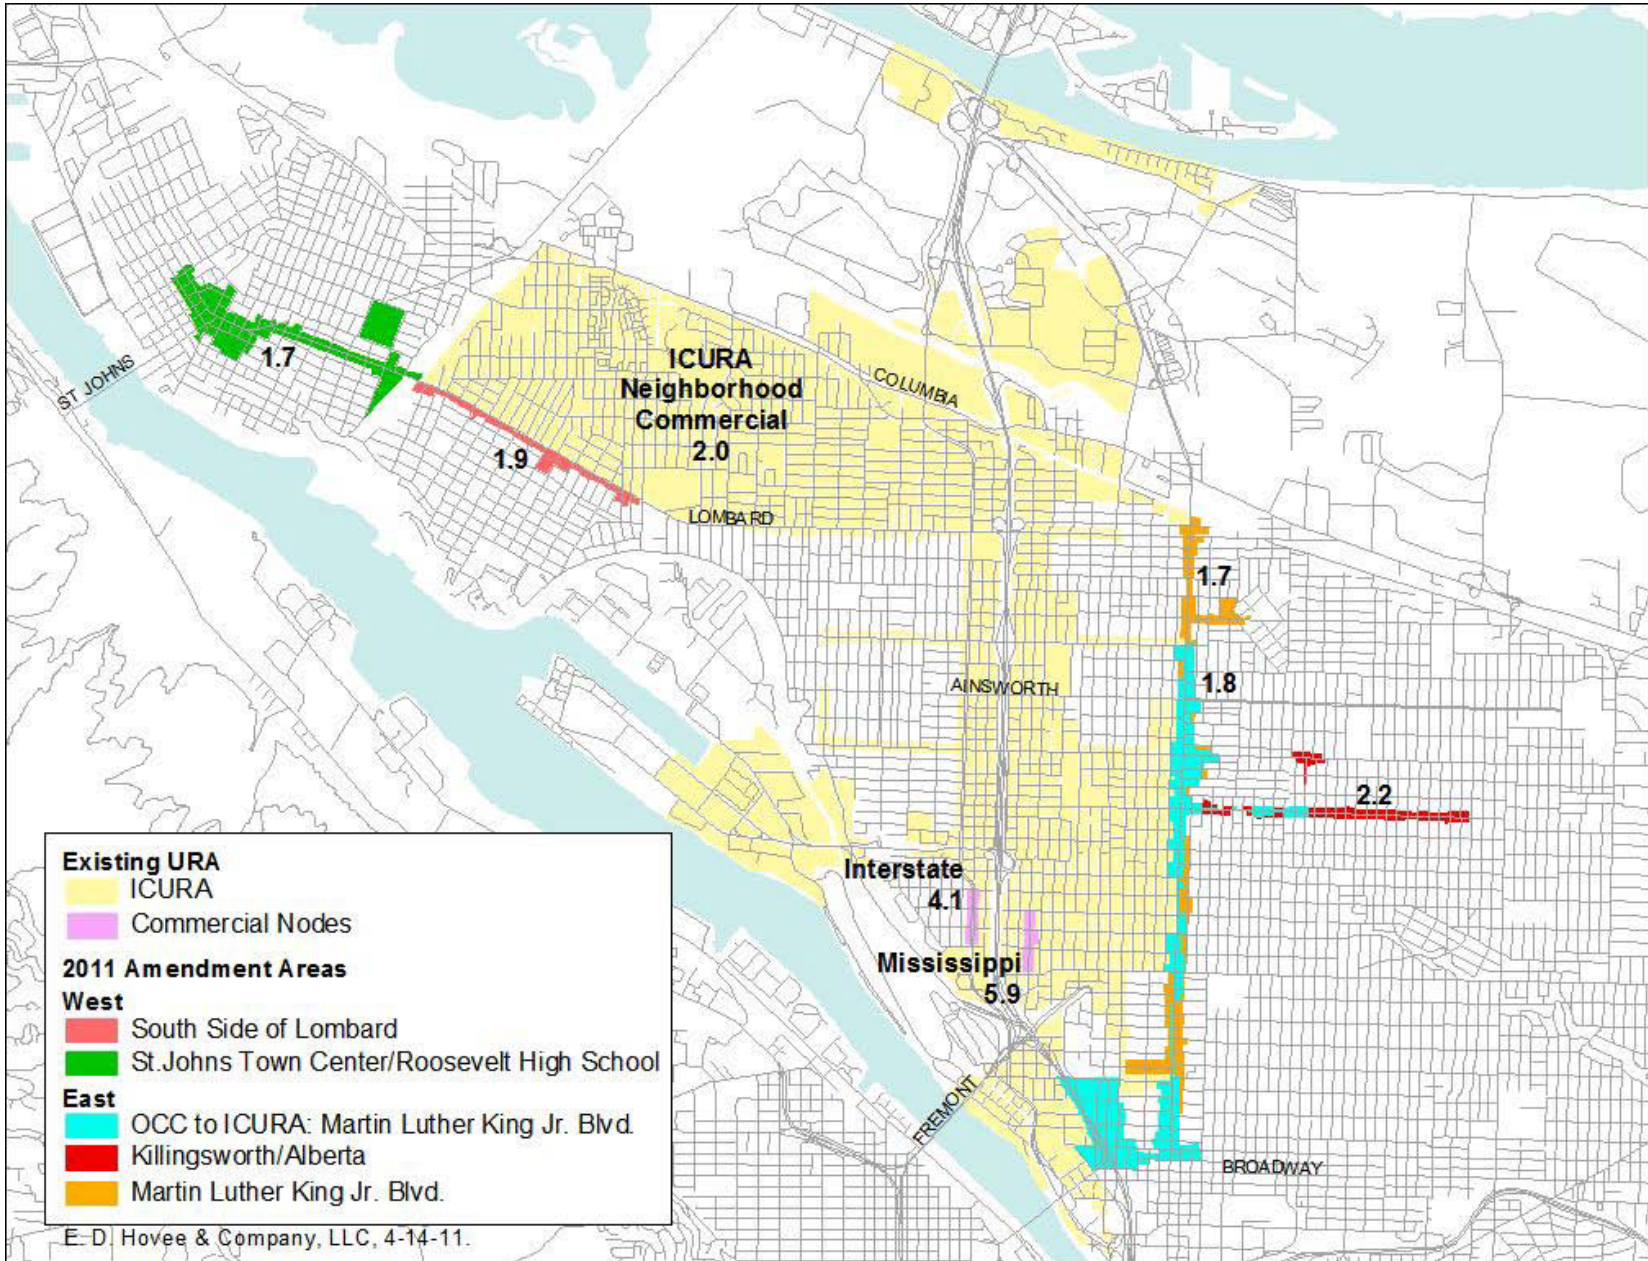 ICURA
Neighborhood
Commercial
2.0
COLUMBIA
ST JOHNS
1.7
1.9
LOMBARD
1.7
AINSWORTH
1.8
2.2
Interstate
4.1
Mississippi
5.9
FREMONT
BROADWAY
Existing URA
ICURA
Commercial Nodes
2011 Amendment Areas
West
South Side of Lombard
St.Johns Town Center/Roosevelt High School
East
OCC to ICURA: Martin Luther King Jr. Blvd.
Killingsworth/Alberta
Martin Luther King Jr. Blvd.
E. D. Hovee & Company, LLC, 4-14-11.